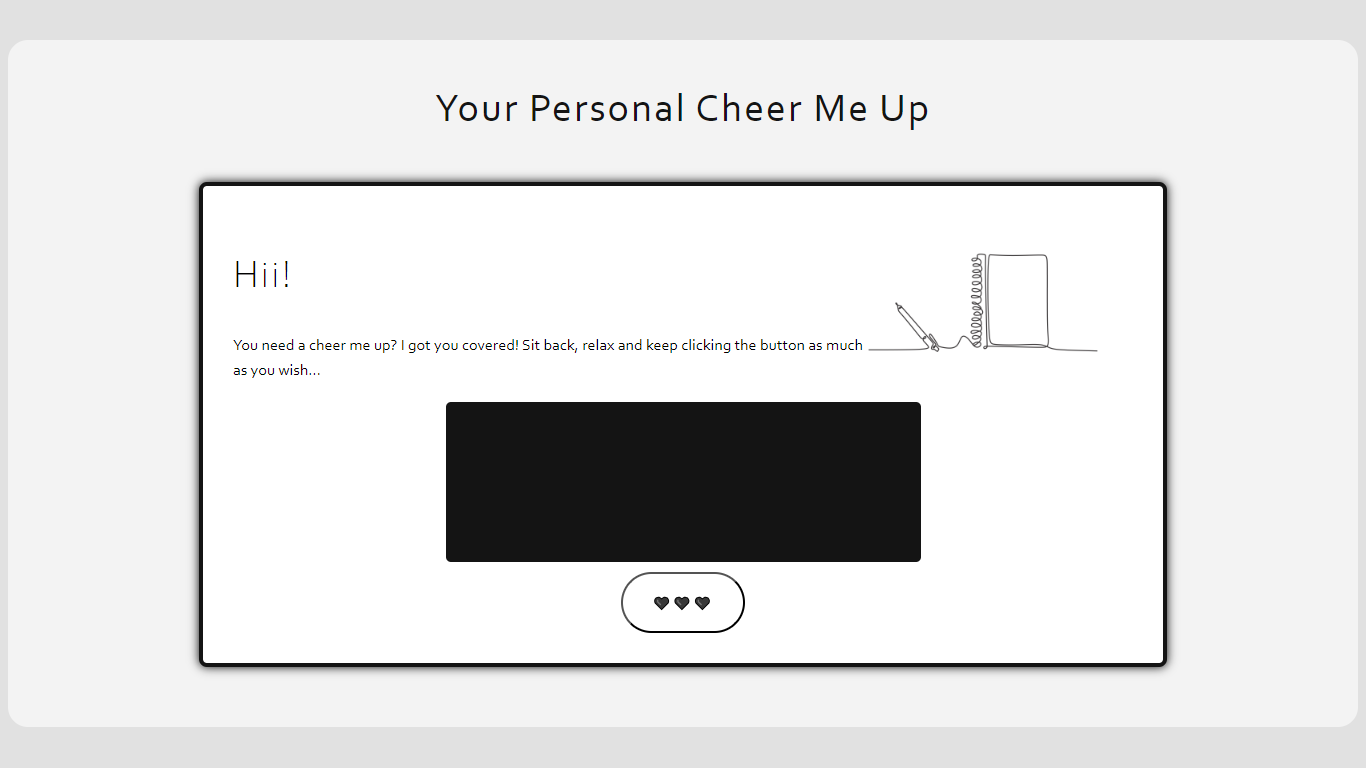 Your Personal Cheer Me Up
Hii!
You need a cheer me up? I got you covered! Sit back, relax and keep clicking the button as much
as you wish...
🖤🖤🖤